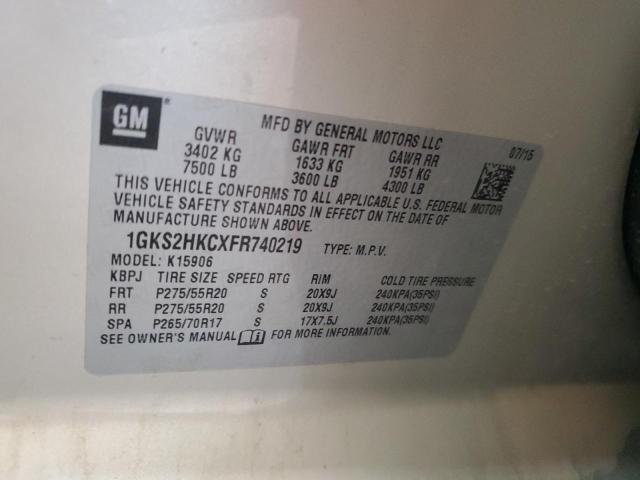 GM
MFD BY GENERAL MOTORS LLC
07/15
GVWR GAWR FRT GAWR RR
3402 KG 1633 KG 1951 KG
7500 LB 3600 LB 4300 LB
THIS VEHICLE CONFORMS TO ALL APPLICABLE U.S. FEDERAL MOTOR
VEHICLE SAFETY STANDARDS IN EFFECT ON THE DATE OF
MANUFACTURE SHOWN ABOVE.
1GKS2HKCXFR740219 TYPE: M.P.V.
MODEL: K15906
KBPJ TIRE SIZE SPEED RTG RIM COLD TIRE PRESSURE
FRT P275/55R20 S 20X9J 240KPA(35PSI)
RR P275/55R20 S 20X9J 240KPA(35PSI)
SPA P265/70R17 S 17X7.5J 240KPA(35PSI)
SEE OWNER'S MANUAL FOR MORE INFORMATION.